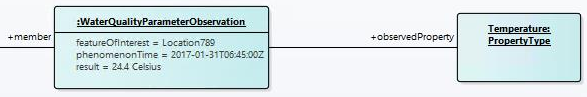 :WaterQualityParameterObservation
+member
featureOfInterest = Location789
phenomenonTime = 2017-01-31T06:45:00Z
result = 24.4 Celsius
+observedProperty
Temperature:
PropertyType